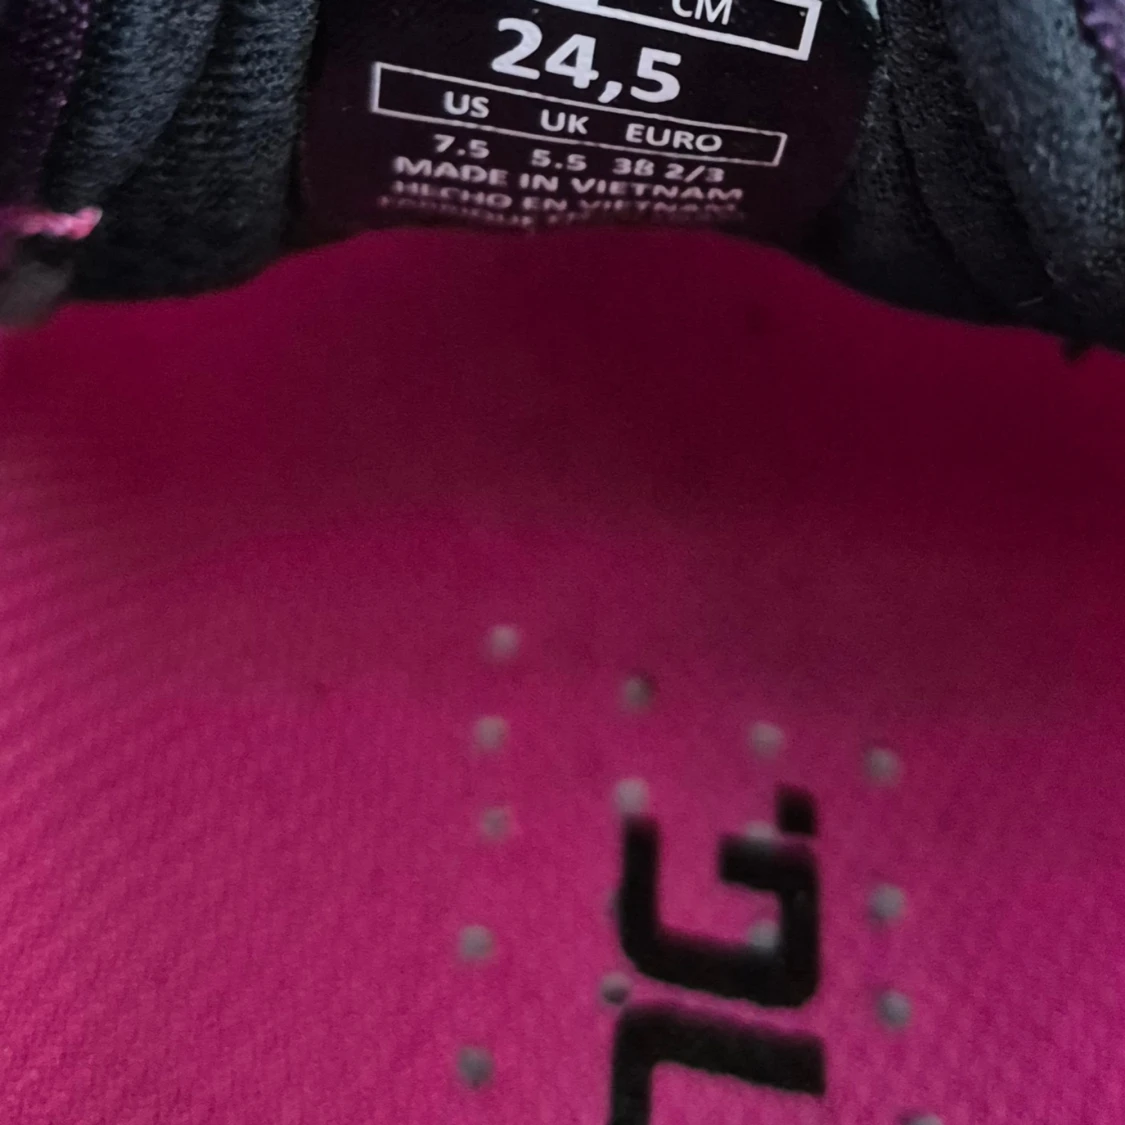 CM
24,5
US UK EURO
7.5 5.5 38 2/3
MADE IN VIETNAM
HECHO EN VIETNAM
G.